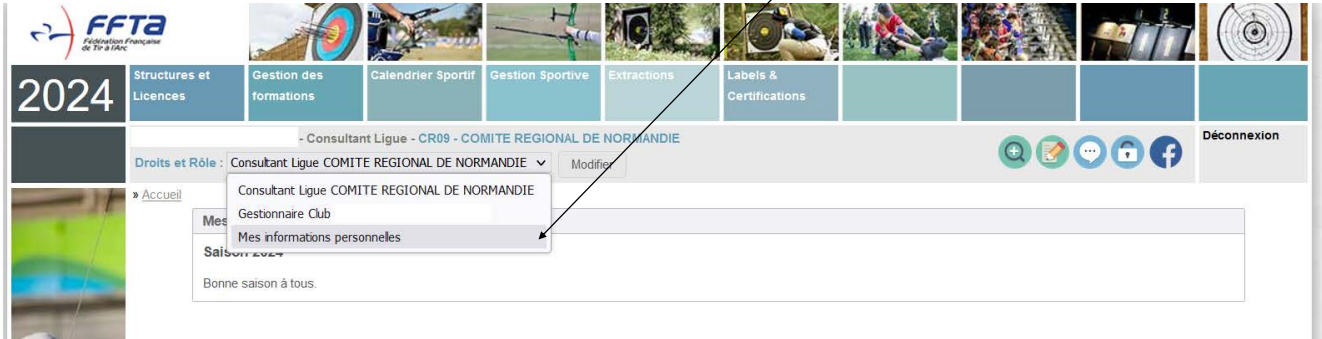 FFTA
Fédération Française
de Tir à l'Arc
2024
Structures et
Licences
Gestion des
formations
Calendrier Sportif
Gestion Sportive
Extractions
Labels &
Certifications
- Consultant Ligue - CR09 - COMITE REGIONAL DE NORMANDIE
Déconnexion
Droits et Rôle : Consultant Ligue COMITE REGIONAL DE NORMANDIE Modifier
Consultant Ligue COMITE REGIONAL DE NORMANDIE
» Accueil
Gestionnaire Club
Mes
Mes informations personnelles
Saison 2024
Bonne saison à tous.